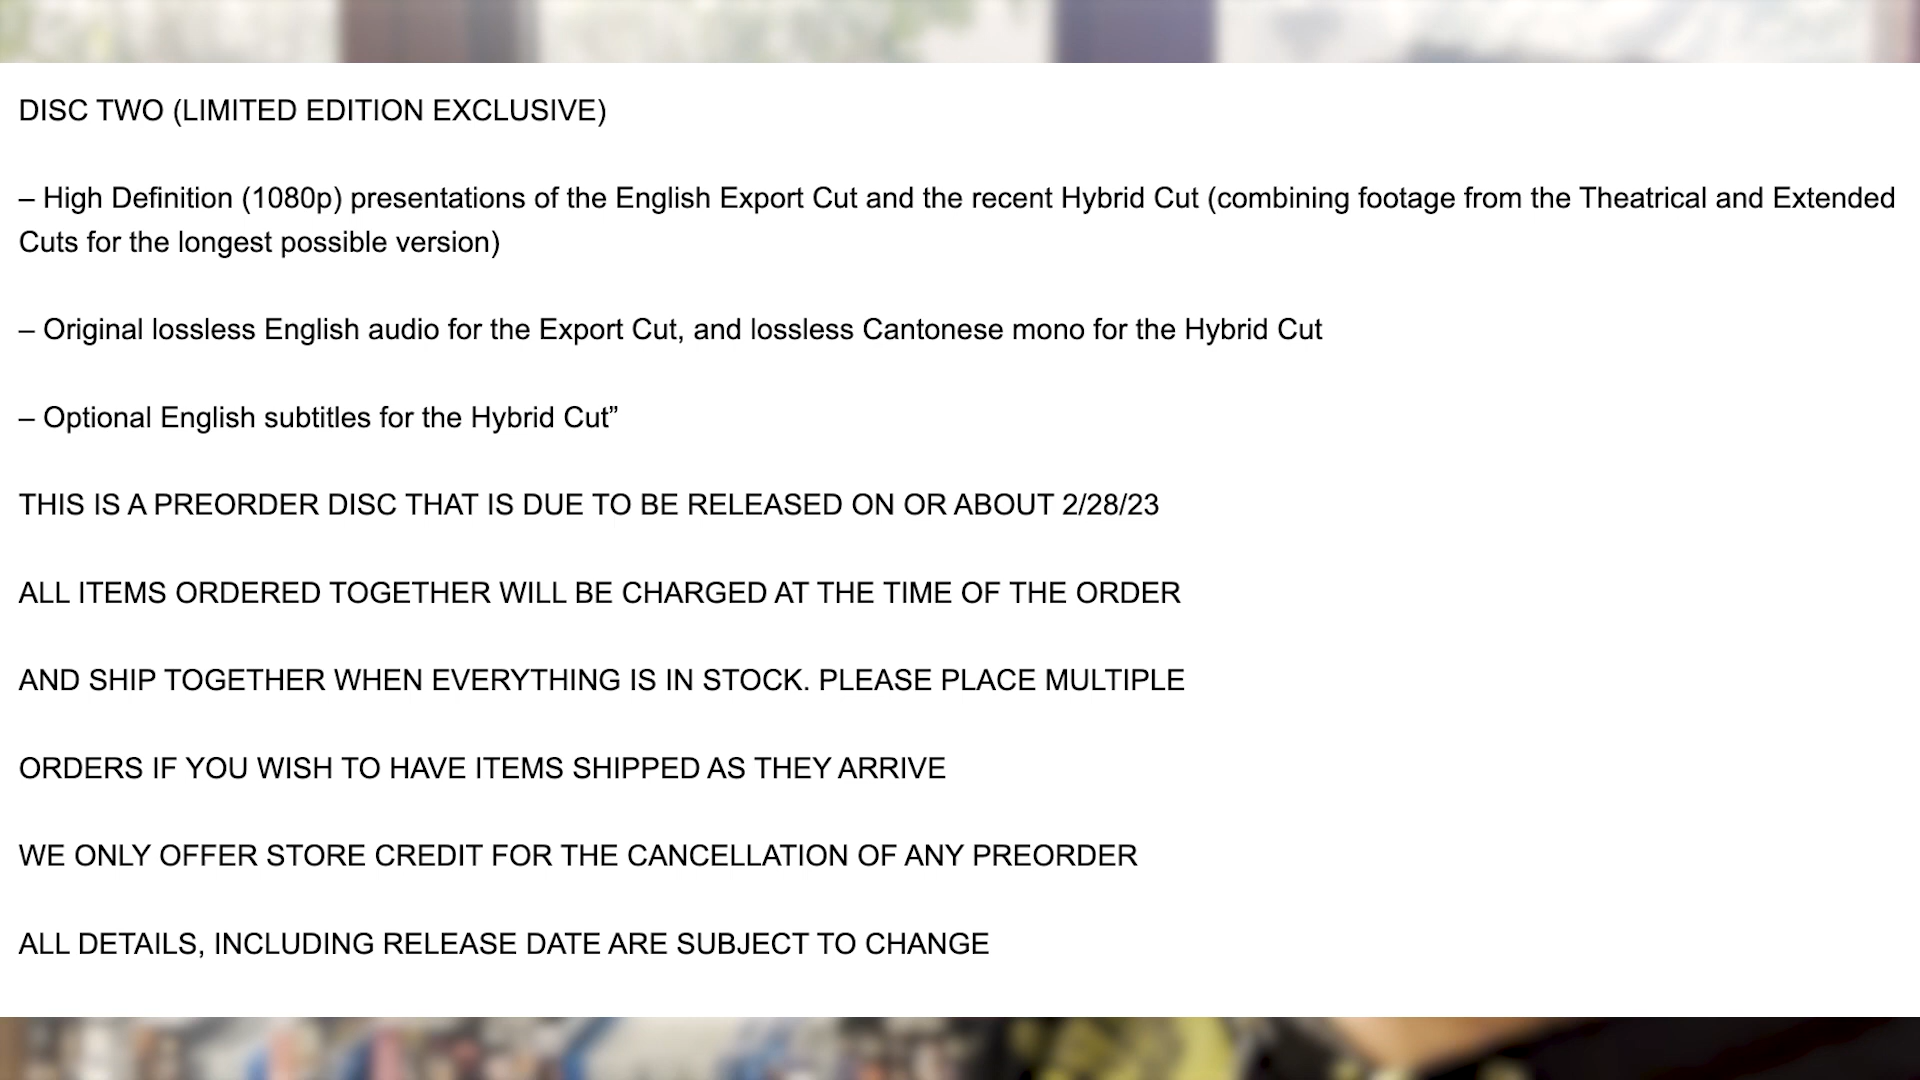 DISC TWO (LIMITED EDITION EXCLUSIVE)
– High Definition (1080p) presentations of the English Export Cut and the recent Hybrid Cut (combining footage from the Theatrical and Extended
Cuts for the longest possible version)
– Original lossless English audio for the Export Cut, and lossless Cantonese mono for the Hybrid Cut
– Optional English subtitles for the Hybrid Cut”
THIS IS A PREORDER DISC THAT IS DUE TO BE RELEASED ON OR ABOUT 2/28/23
ALL ITEMS ORDERED TOGETHER WILL BE CHARGED AT THE TIME OF THE ORDER
AND SHIP TOGETHER WHEN EVERYTHING IS IN STOCK. PLEASE PLACE MULTIPLE
ORDERS IF YOU WISH TO HAVE ITEMS SHIPPED AS THEY ARRIVE
WE ONLY OFFER STORE CREDIT FOR THE CANCELLATION OF ANY PREORDER
ALL DETAILS, INCLUDING RELEASE DATE ARE SUBJECT TO CHANGE